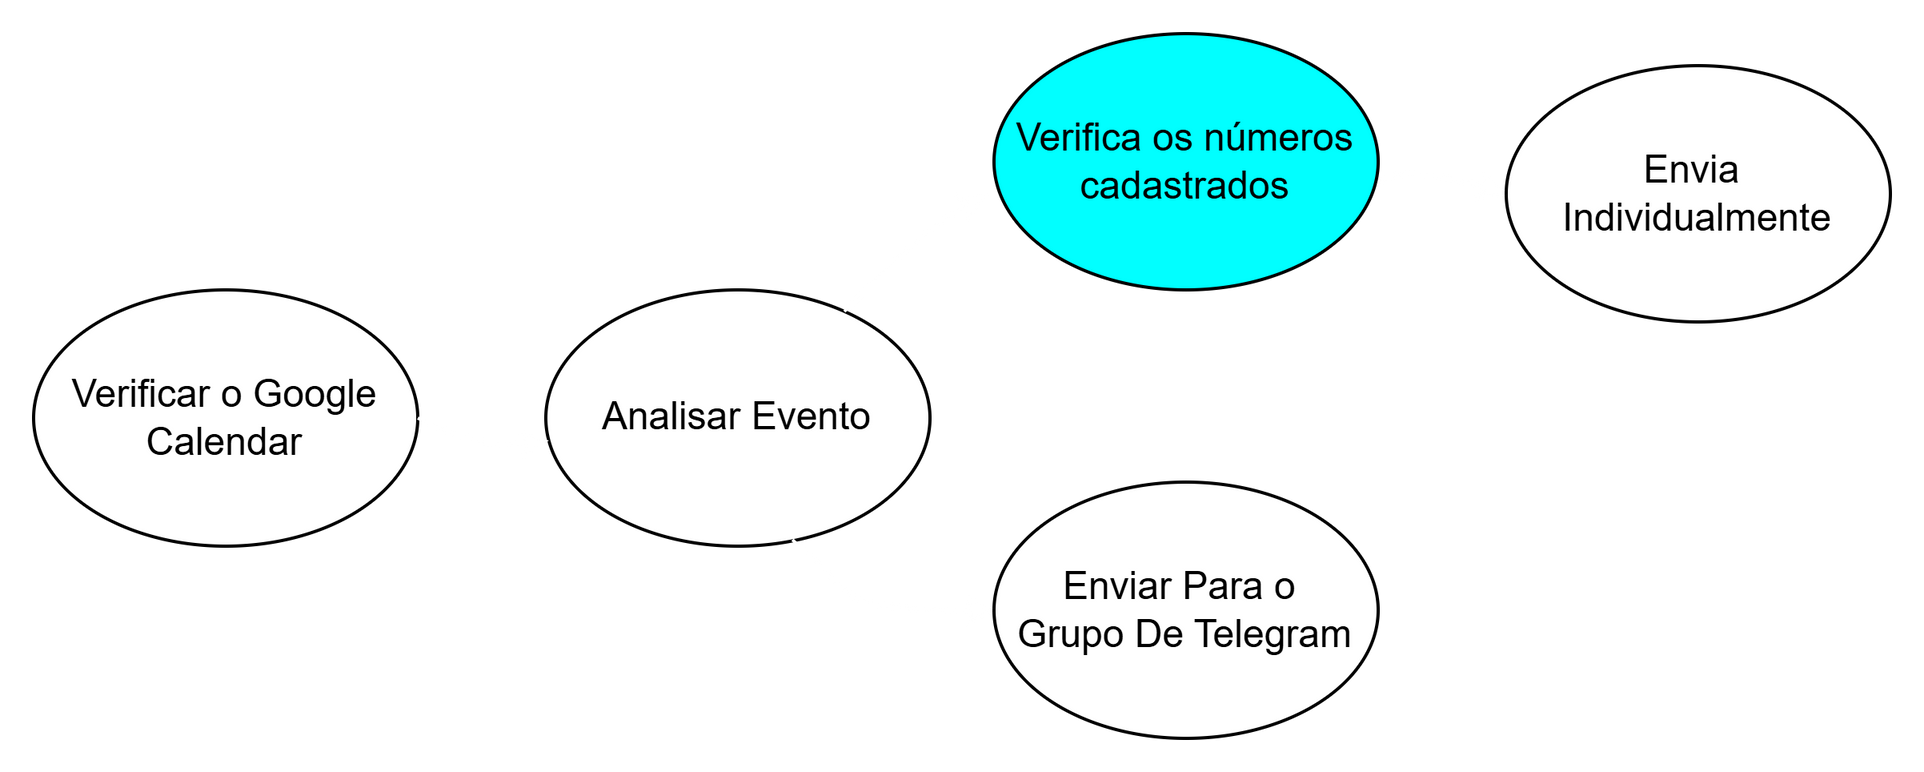 Verificar o Google
Calendar
Analisar Evento
Verifica os números
cadastrados
Envia
Individualmente
Enviar Para o
Grupo De Telegram